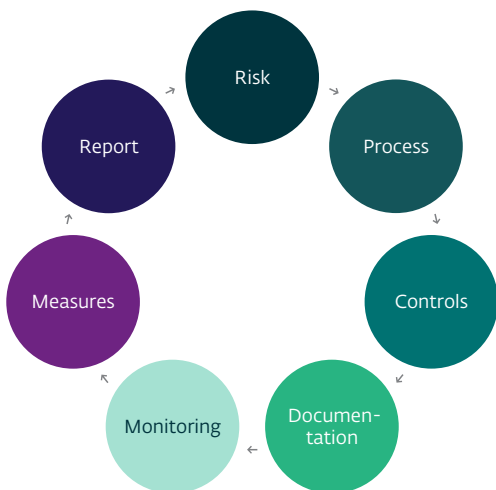 Risk
Process
Controls
Documen-
tation
Monitoring
Measures
Report